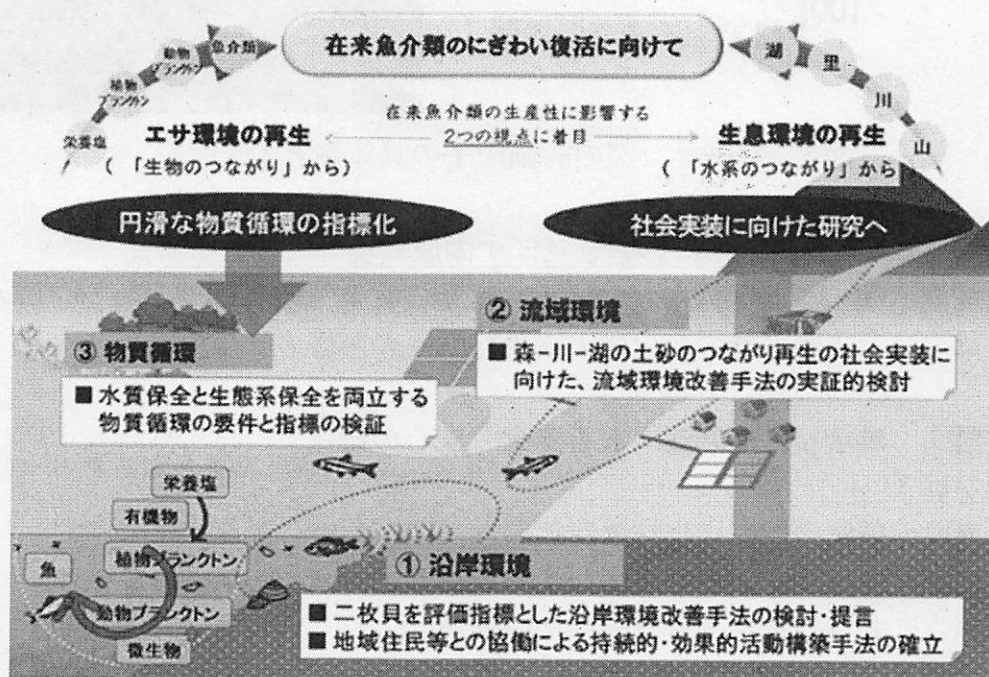 在来魚介類のにぎわい復活に向けて
魚介類
動物
プランクトン
植物
プランクトン
栄養塩
湖
里
川
山
在来魚介類の生産性に影響する
2つの視点に着目
エサ環境の再生
(「生物のつながり」から)
生息環境の再生
(「水系のつながり」から
円滑な物質循環の指標化
社会実装に向けた研究へ
② 流域環境
■ 森-川-湖の土砂のつながり再生の社会実装に
向けた、流域環境改善手法の実証的検討
③ 物質循環
■ 水質保全と生態系保全を両立する
物質循環の要件と指標の検証
栄養塩
有機物
植物プランクトン
魚
動物プランクトン
微生物
① 沿岸環境
■ 二枚貝を評価指標とした沿岸環境改善手法の検討・提言
■ 地域住民等との協働による持続的・効果的活動構築手法の確立